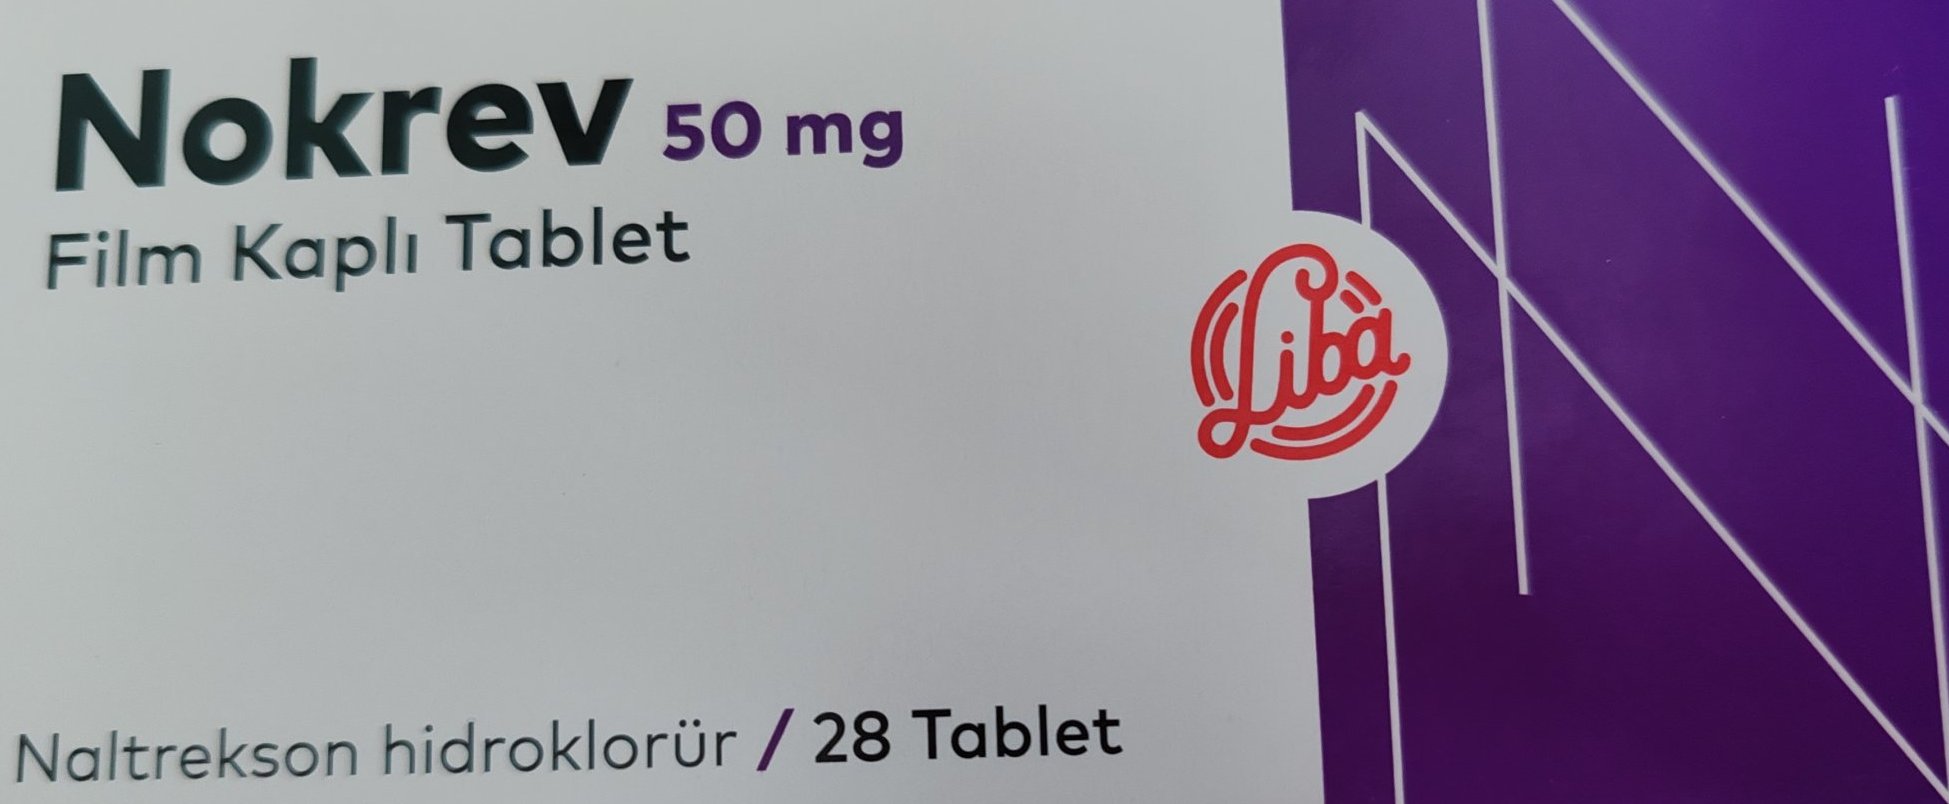 Nokrev 50 mg
Film Kaplı Tablet
Liba
Naltrekson hidroklorür / 28 Tablet